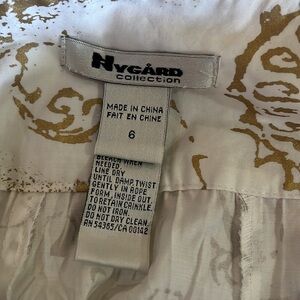 NYGÅRD
collection
MADE IN CHINA
FAIT EN CHINE
6
BLEACH WHEN
NEEDED.
LINE DRY
UNTIL DAMP, TWIST
GENTLY IN ROPE
FORM, INSIDE OUT,
TO RETAIN CRINKLE.
DO NOT IRON.
DO NOT DRY CLEAN
RN 54365/CA 00142